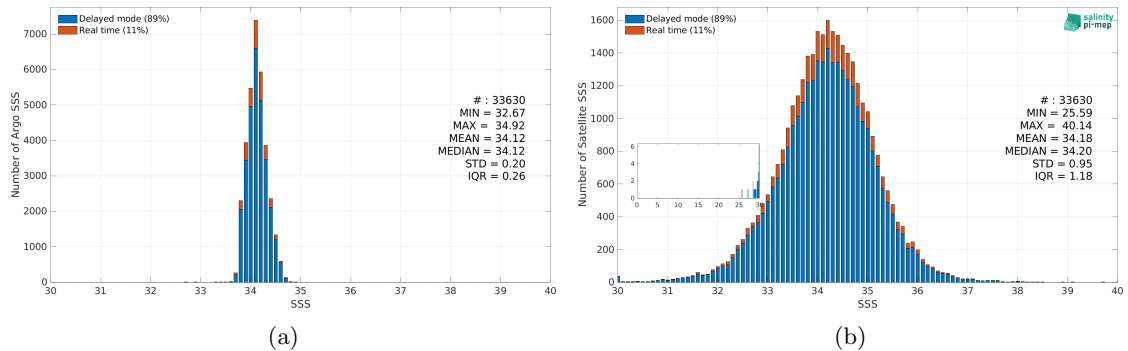 Delayed mode (89%)
Real time (11%)
Number of Argo SSS
7000
6000
5000
4000
3000
2000
1000
0
# : 33630
MIN = 32.67
MAX = 34.92
MEAN = 34.12
MEDIAN = 34.12
STD = 0.20
IQR = 0.26
30 31 32 33 34 35 36 37 38 39 40
SSS
(a)
Delayed mode (89%)
Real time (11%)
salinity
pi-mep
Number of Satellite SSS
1600
1400
1200
1000
800
600
400
200
0
# : 33630
MIN = 25.59
MAX = 40.14
MEAN = 34.18
MEDIAN = 34.20
STD = 0.95
IQR = 1.18
6
4
2
0
0 5 10 15 20 25 30
30 31 32 33 34 35 36 37 38 39 40
SSS
(b)